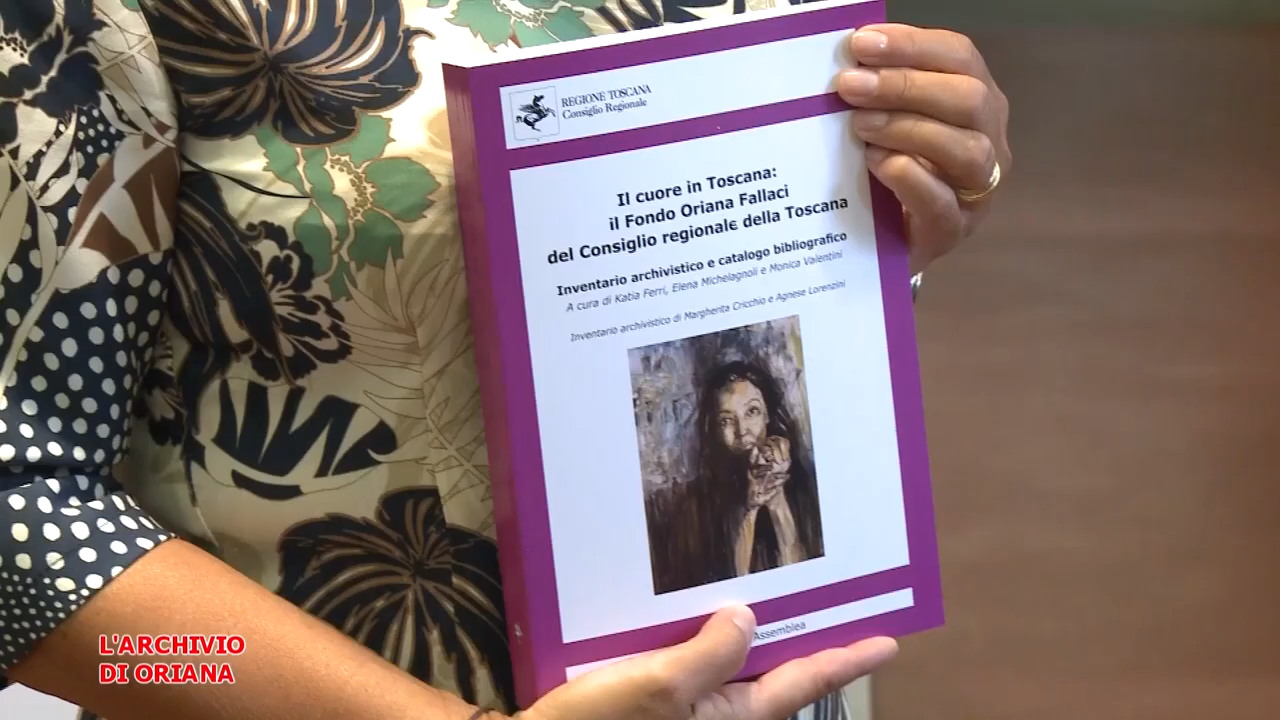 REGIONE TOSCANA
Consiglio Regionale
Il cuore in Toscana:
il Fondo Oriana Fallaci
del Consiglio regionale della Toscana
Inventario archivistico e catalogo bibliografico
A cura di Katia Ferri, Elena Michelagnoli e Monica Valentini
Inventario archivistico di Margherita Cricchio e Agnese Lorenzini
Assemblea
L'ARCHIVIO
DI ORIANA